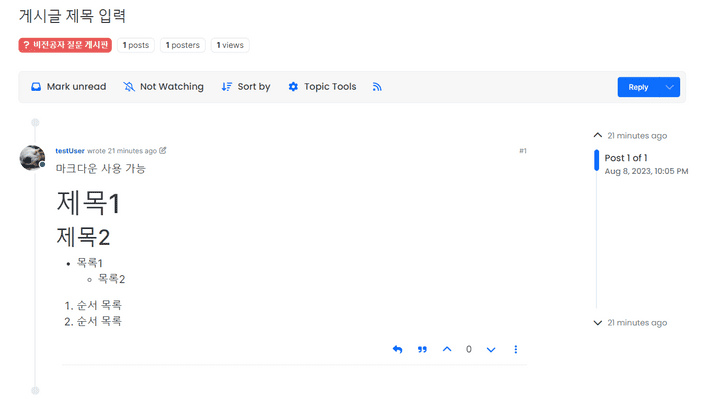 게시글 제목 입력
? 비전공자 질문 게시판 1 posts 1 posters 1 views
Mark unread Not Watching Sort by Topic Tools Reply
21 minutes ago
testUser wrote 21 minutes ago #1
Post 1 of 1
마크다운 사용 가능
Aug 8, 2023, 10:05 PM
제목1
제목2
• 목록1
◦ 목록2
1. 순서 목록
2. 순서 목록
21 minutes ago
0